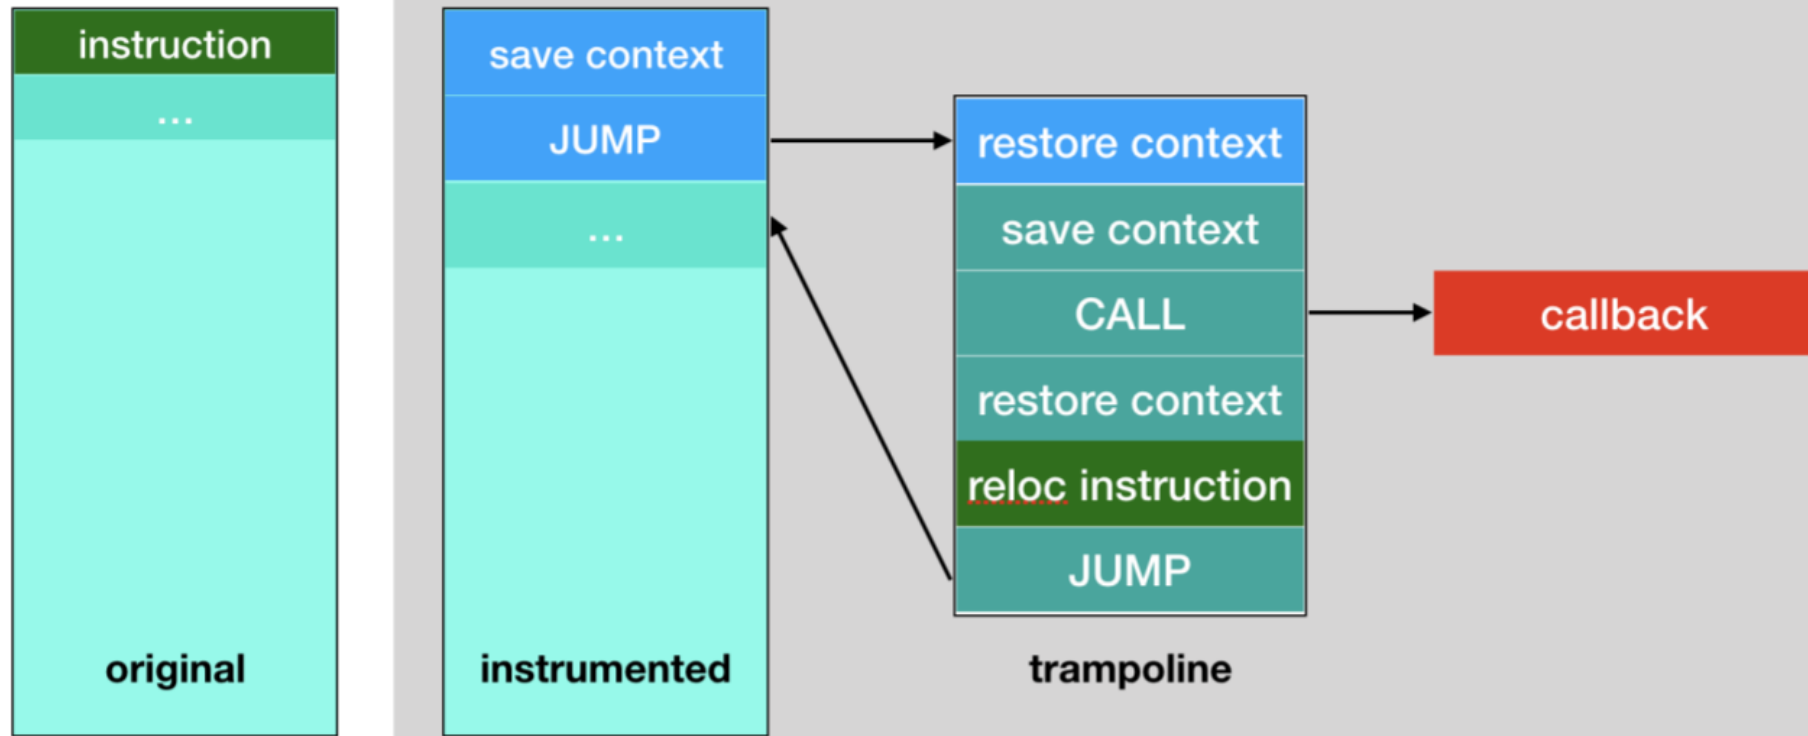 instruction
...
original
save context
JUMP
...
instrumented
restore context
save context
CALL
restore context
reloc instruction
JUMP
trampoline
callback